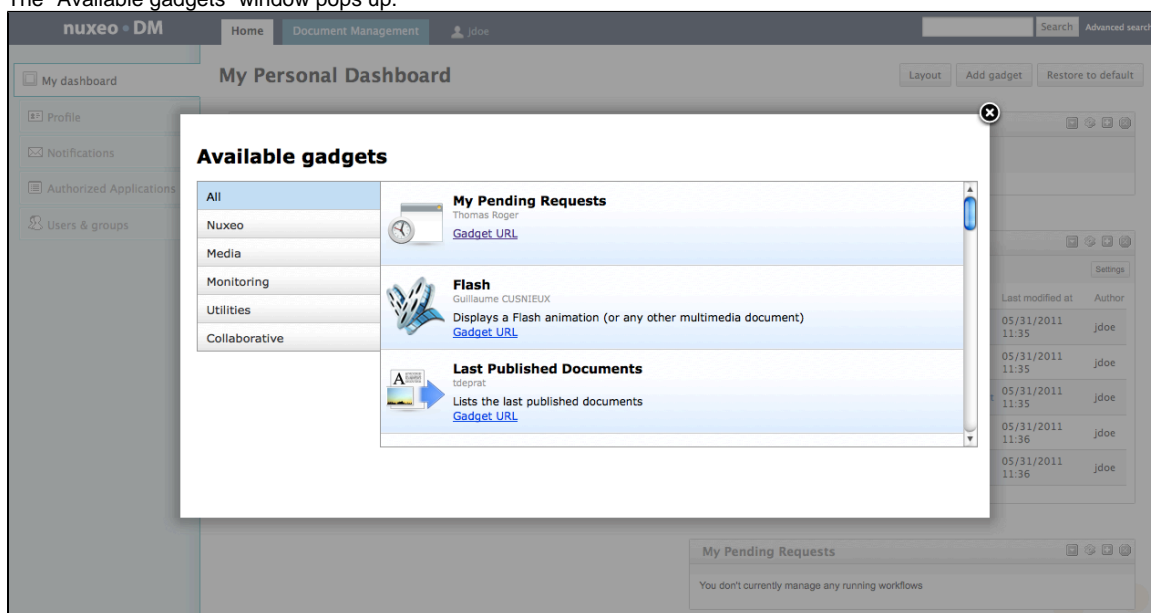 The "Available gadgets" window pops up.
nuxeo DM
Home Document Management jdoe
Search Advanced search
My dashboard
My Personal Dashboard
Layout Add gadget Restore to default
Profile
Notifications
Authorized Applications
Users & groups
Available gadgets
All
Nuxeo
Media
Monitoring
Utilities
Collaborative
My Pending Requests
Thomas Roger
Gadget URL
Flash
Guillaume CUSNIEUX
Displays a Flash animation (or any other multimedia document)
Gadget URL
Last Published Documents
tdeprat
Lists the last published documents
Gadget URL
Settings
Last modified at Author
05/31/2011 11:35 jdoe
05/31/2011 11:35 jdoe
05/31/2011 11:35 jdoe
05/31/2011 11:36 jdoe
05/31/2011 11:36 jdoe
My Pending Requests
You don't currently manage any running workflows